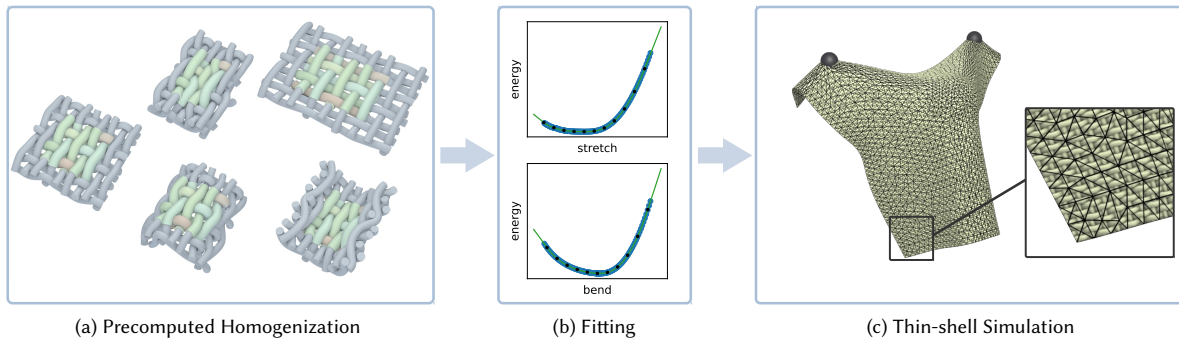 energy
stretch
energy
bend
(a) Precomputed Homogenization
(b) Fitting
(c) Thin-shell Simulation